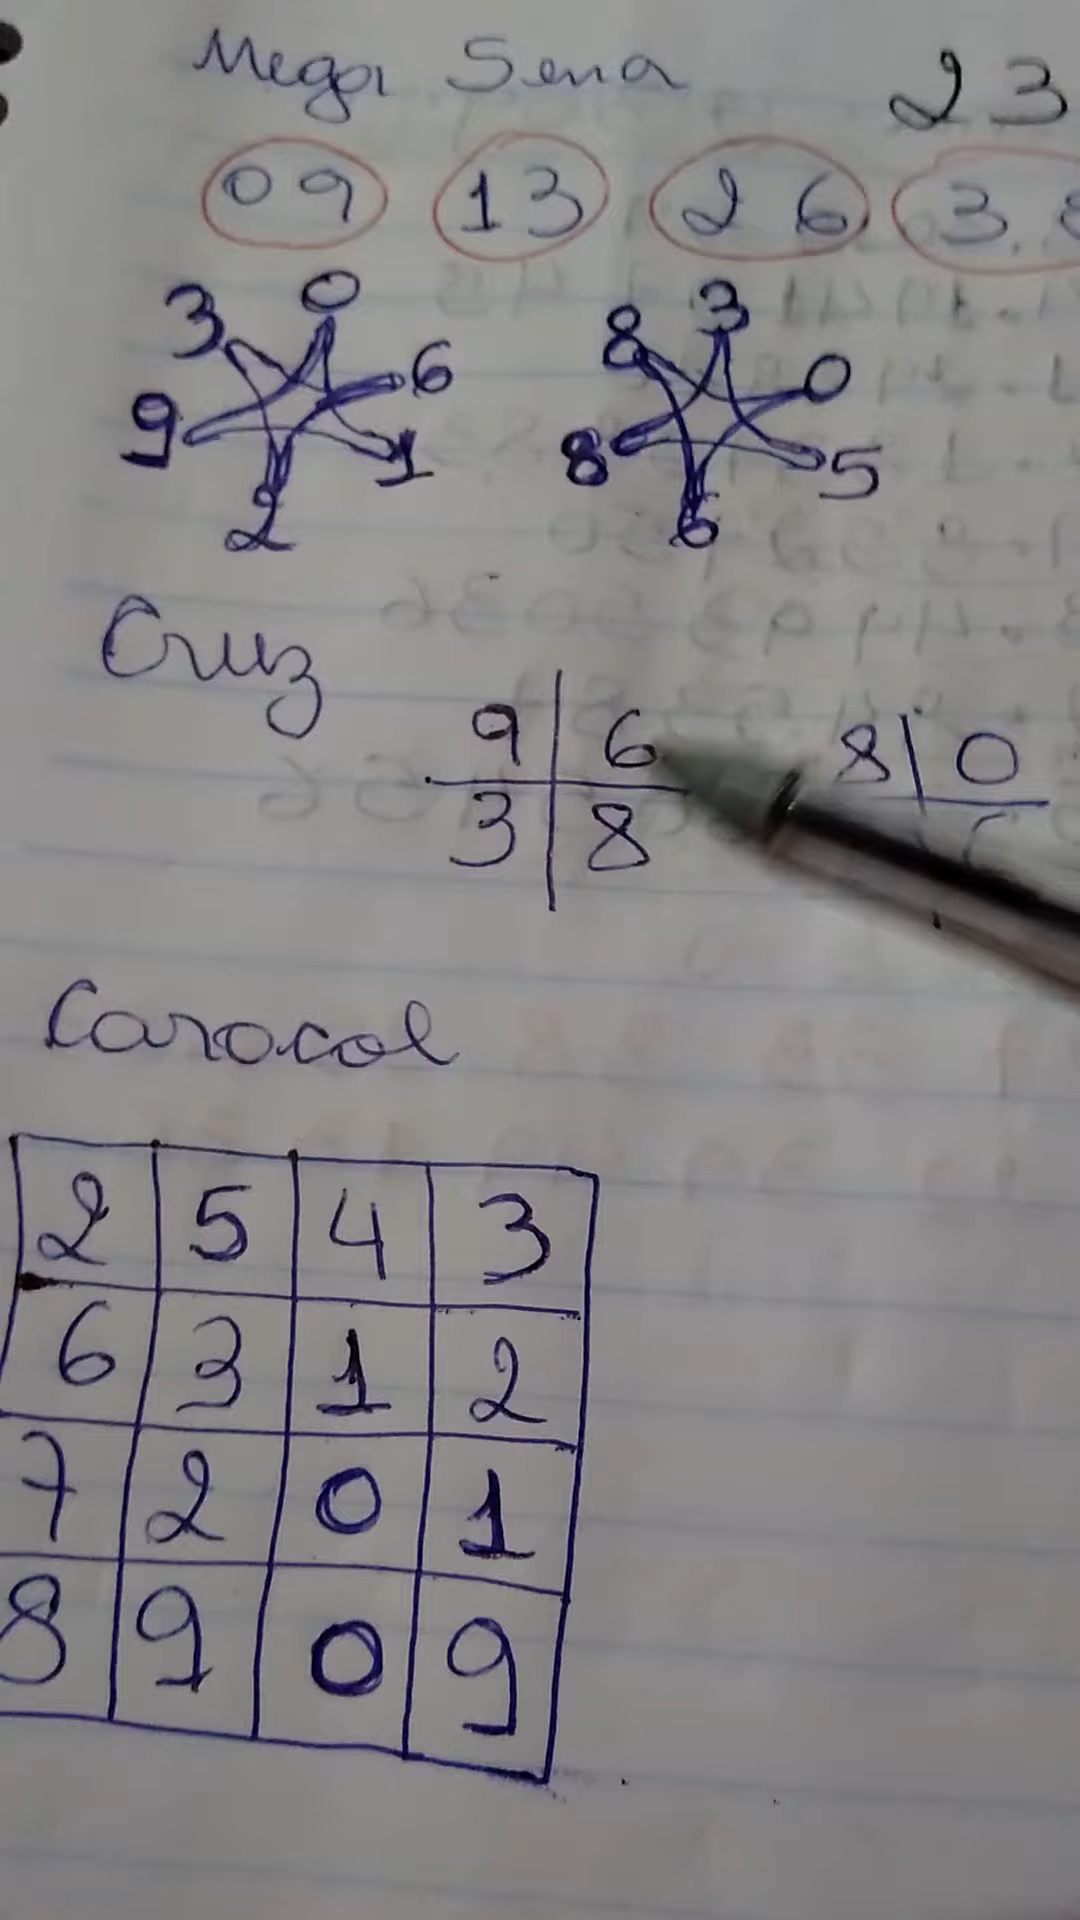 Mega Sena 23
09 13 26 3
3 0 6 8 3 0
9 1 8 5
2 6
Cruz
9 6 8 0
3 8
Caracol
2 5 4 3
6 3 1 2
7 2 0 1
8 9 0 9